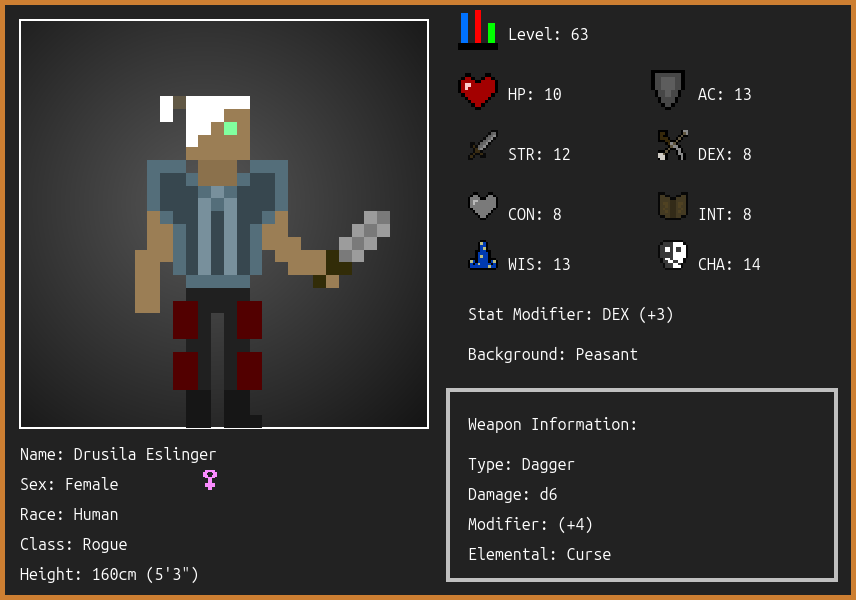 Level: 63
HP: 10
AC: 13
STR: 12
DEX: 8
CON: 8
INT: 8
WIS: 13
CHA: 14
Stat Modifier: DEX (+3)
Background: Peasant
Weapon Information:
Type: Dagger
Damage: d6
Modifier: (+4)
Elemental: Curse
Name: Drusila Eslinger
Sex: Female
Race: Human
Class: Rogue
Height: 160cm (5'3")